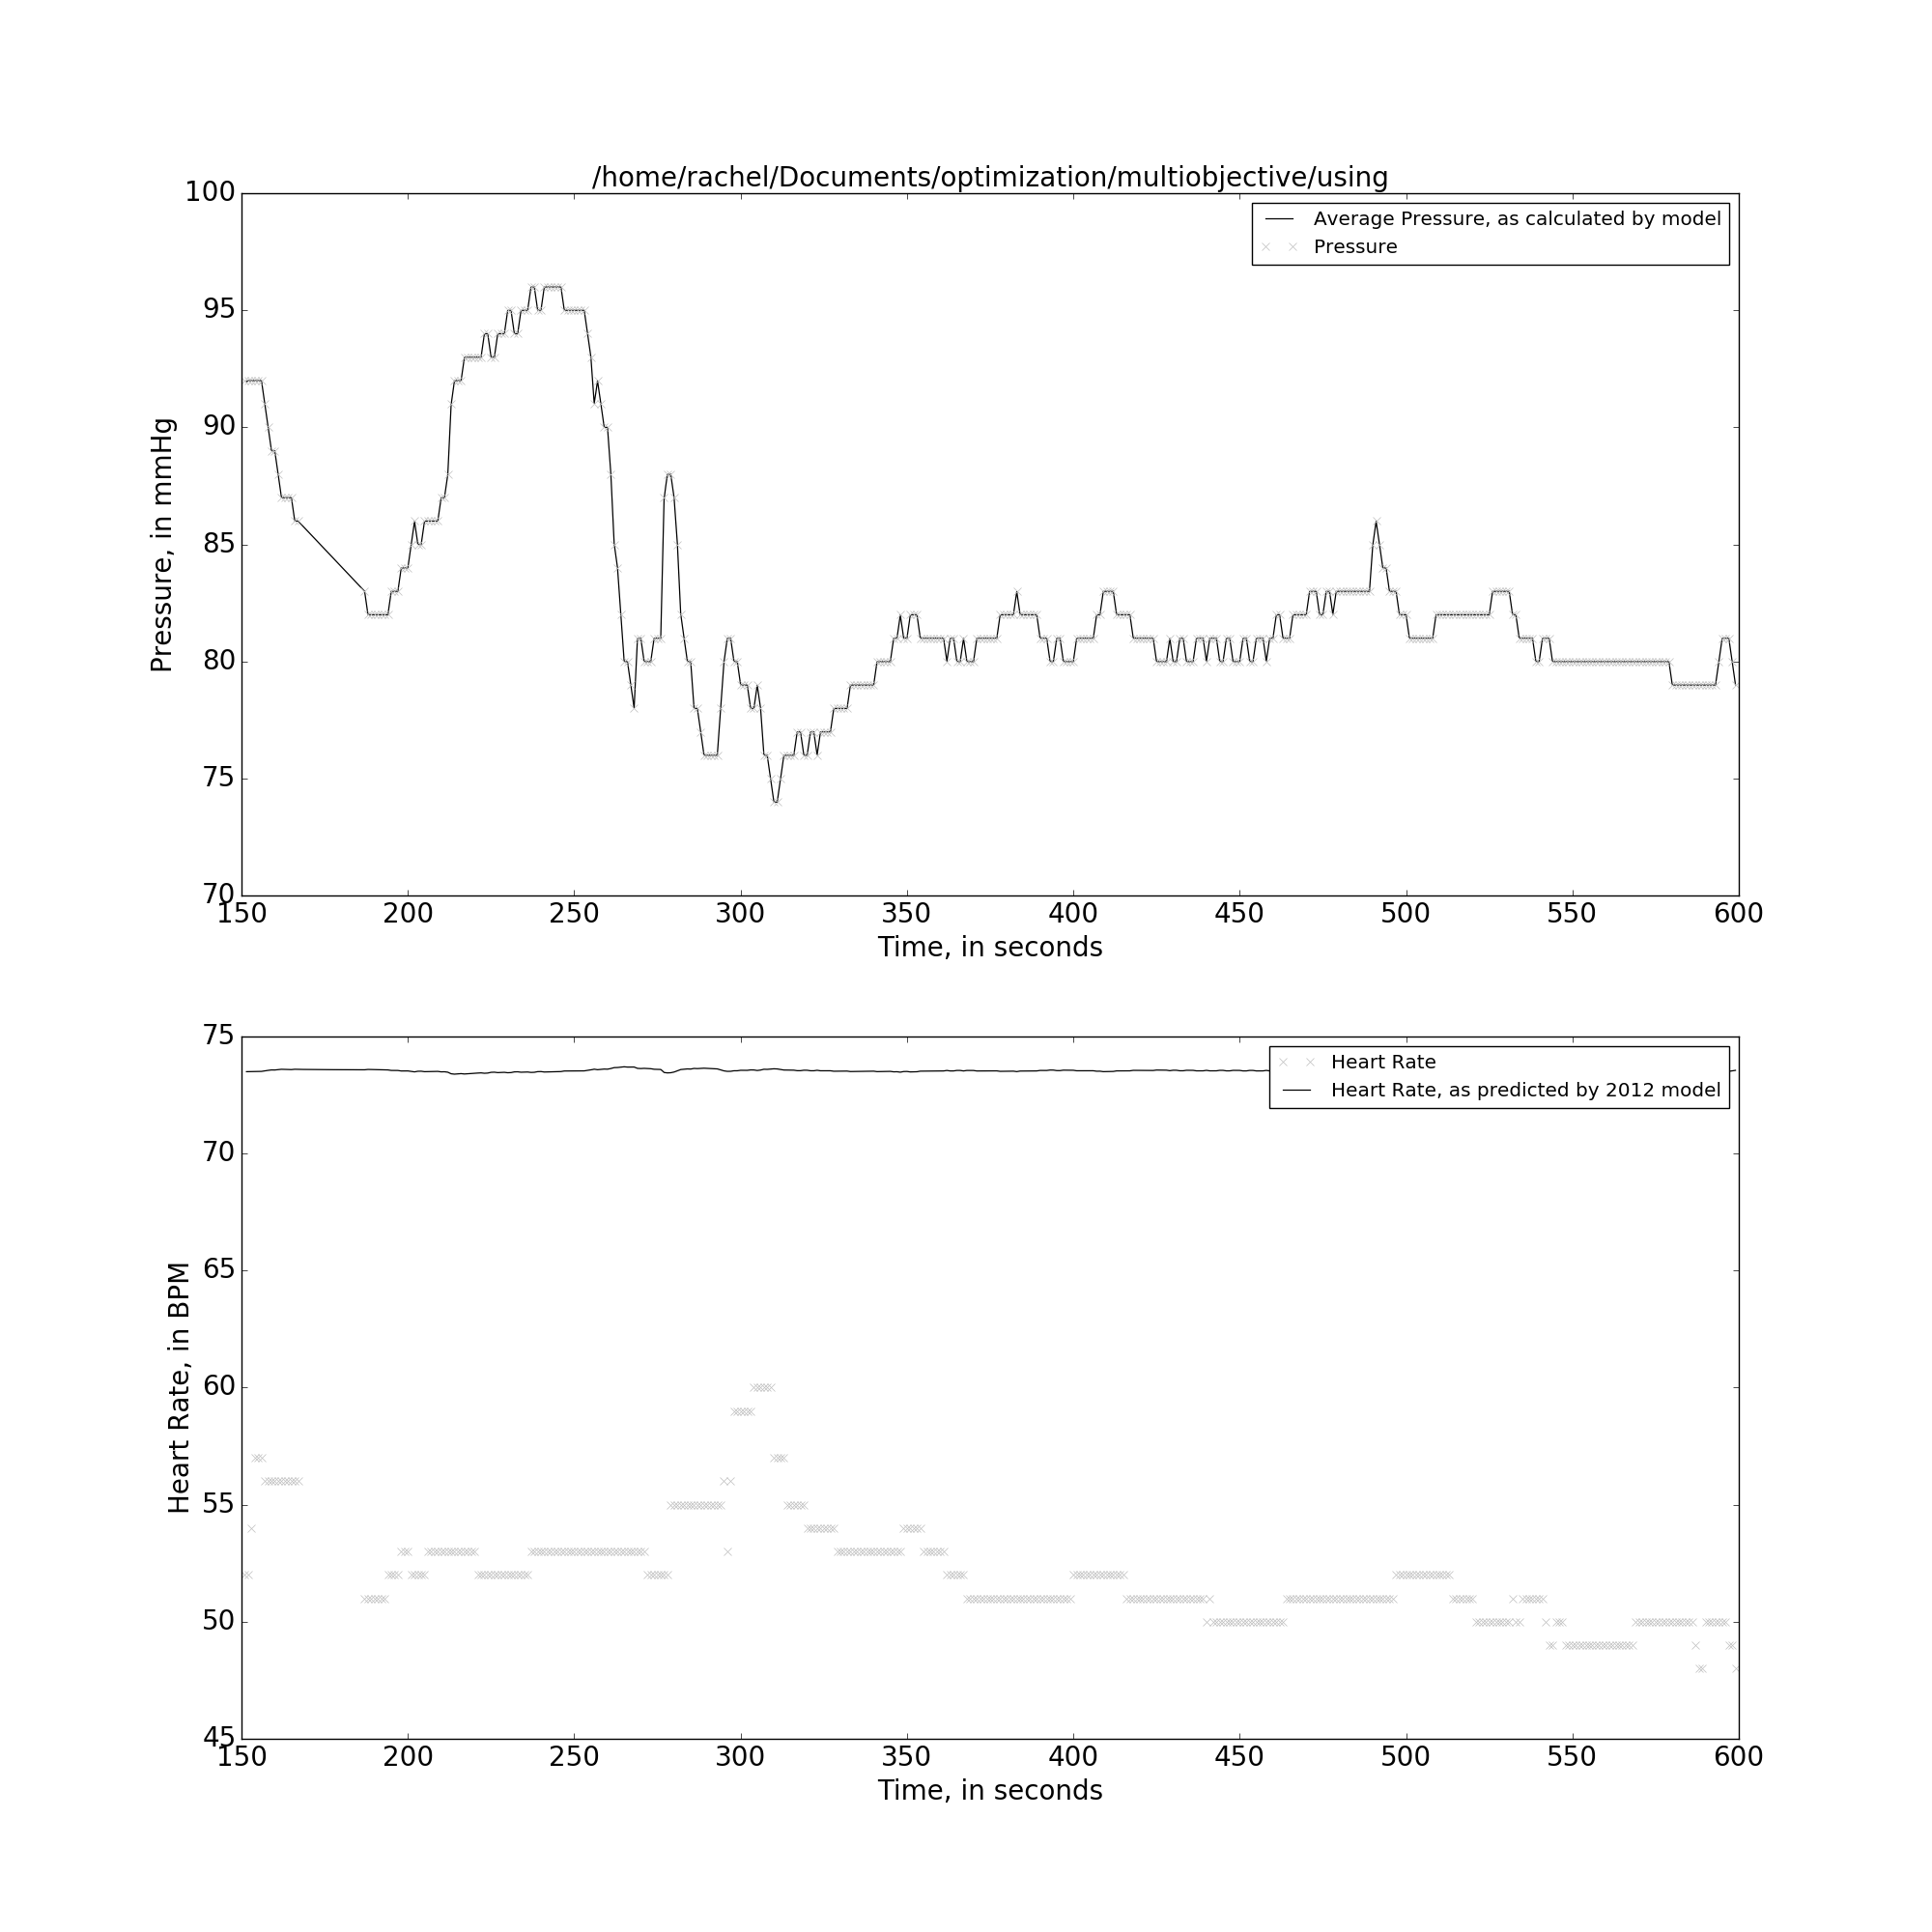 /home/rachel/Documents/optimization/multiobjective/using
100
95
90
85
80
75
70
Pressure, in mmHg
Average Pressure, as calculated by model
Pressure
150 200 250 300 350 400 450 500 550 600
Time, in seconds
75
70
65
60
55
50
45
Heart Rate, in BPM
Heart Rate
Heart Rate, as predicted by 2012 model
150 200 250 300 350 400 450 500 550 600
Time, in seconds